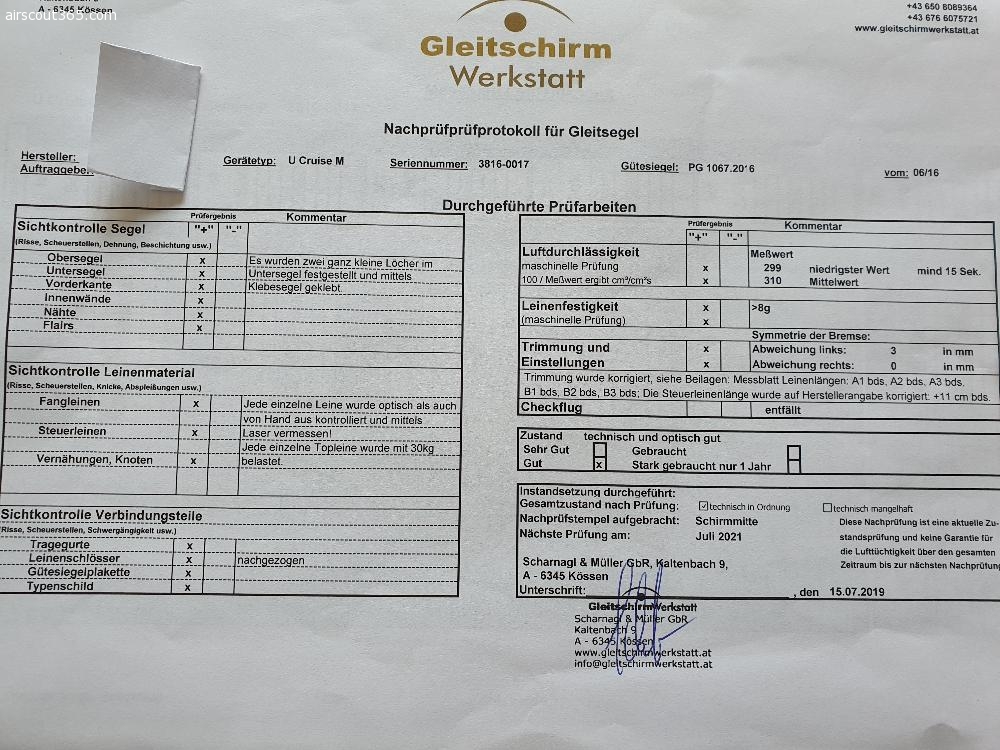 airscout365.com
A - 6345 Kössen
+43 650 8089364
+43 676 6075721
www.gleitschirmwerkstatt.at
Gleitschirm
Werkstatt
Nachprüfprüfprotokoll für Gleitsegel
Hersteller:
Auftraggeber:
Gerätetyp: U Cruise M
Seriennummer: 3816-0017
Gütesiegel: PG 1067.2016
vom: 06/16
Durchgeführte Prüfarbeiten
Prüfergebnis Kommentar
Sichtkontrolle Segel "+" "-"
(Risse, Scheuerstellen, Dehnung, Beschichtung usw.)
Obersegel x Es wurden zwei ganz kleine Löcher im
Untersegel x Untersegel festgestellt und mittels
Vorderkante x Klebesegel geklebt.
Innenwände x
Nähte x
Flairs x
Sichtkontrolle Leinenmaterial
(Risse, Scheuerstellen, Knicke, Abspleißungen usw.)
Fangleinen x Jede einzelne Leine wurde optisch als auch
von Hand aus kontrolliert und mittels
Steuerleinen x Laser vermessen!
Jede einzelne Topleine wurde mit 30kg
Vernähungen, Knoten x belastet.
Sichtkontrolle Verbindungsteile
(Risse, Scheuerstellen, Schwergängigkeit usw.)
Tragegurte x
Leinenschlösser x nachgezogen
Gütesiegelplakette x
Typenschild x
Prüfergebnis Kommentar
"+" "-"
Luftdurchlässigkeit Meßwert
maschinelle Prüfung x 299 niedrigster Wert mind 15 Sek.
100 / Meßwert ergibt cm³/cm²s x 310 Mittelwert
Leinenfestigkeit x >8g
(maschinelle Prüfung) x
Symmetrie der Bremse:
Trimmung und x Abweichung links: 3 in mm
Einstellungen x Abweichung rechts: 0 in mm
Trimmung wurde korrigiert, siehe Beilagen: Messblatt Leinenlängen: A1 bds, A2 bds, A3 bds,
B1 bds, B2 bds, B3 bds; Die Steuerleinenlänge wurde auf Herstellerangabe korrigiert: +11 cm bds.
Checkflug entfällt
Zustand technisch und optisch gut
Sehr Gut Gebraucht
Gut x Stark gebraucht nur 1 Jahr
Instandsetzung durchgeführt:
Gesamtzustand nach Prüfung: ☑ technisch in Ordnung ☐ technisch mangelhaft
Nachprüfstempel aufgebracht: Schirmmitte
Nächste Prüfung am: Juli 2021
Diese Nachprüfung ist eine aktuelle Zu-
standsprüfung und keine Garantie für
die Lufttüchtigkeit über den gesamten
Zeitraum bis zur nächsten Nachprüfung
Scharnagl & Müller GbR, Kaltenbach 9,
A - 6345 Kössen
Unterschrift: , den 15.07.2019
Gleitschirm Werkstatt
Scharnagl & Müller GbR
Kaltenbach 9
A - 6345 Kössen
www.gleitschirmwerkstatt.at
info@gleitschirmwerkstatt.at